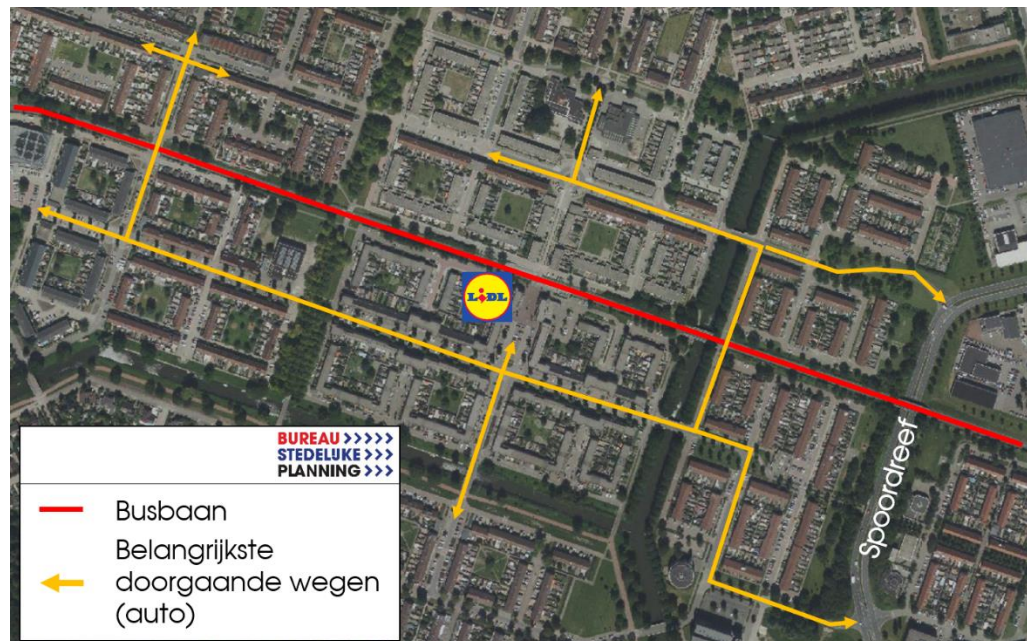 LiDL
Spoordreef
BUREAU >>>>>
STEDELIJKE >>>>
PLANNING >>>
Busbaan
Belangrijkste
doorgaande wegen
(auto)